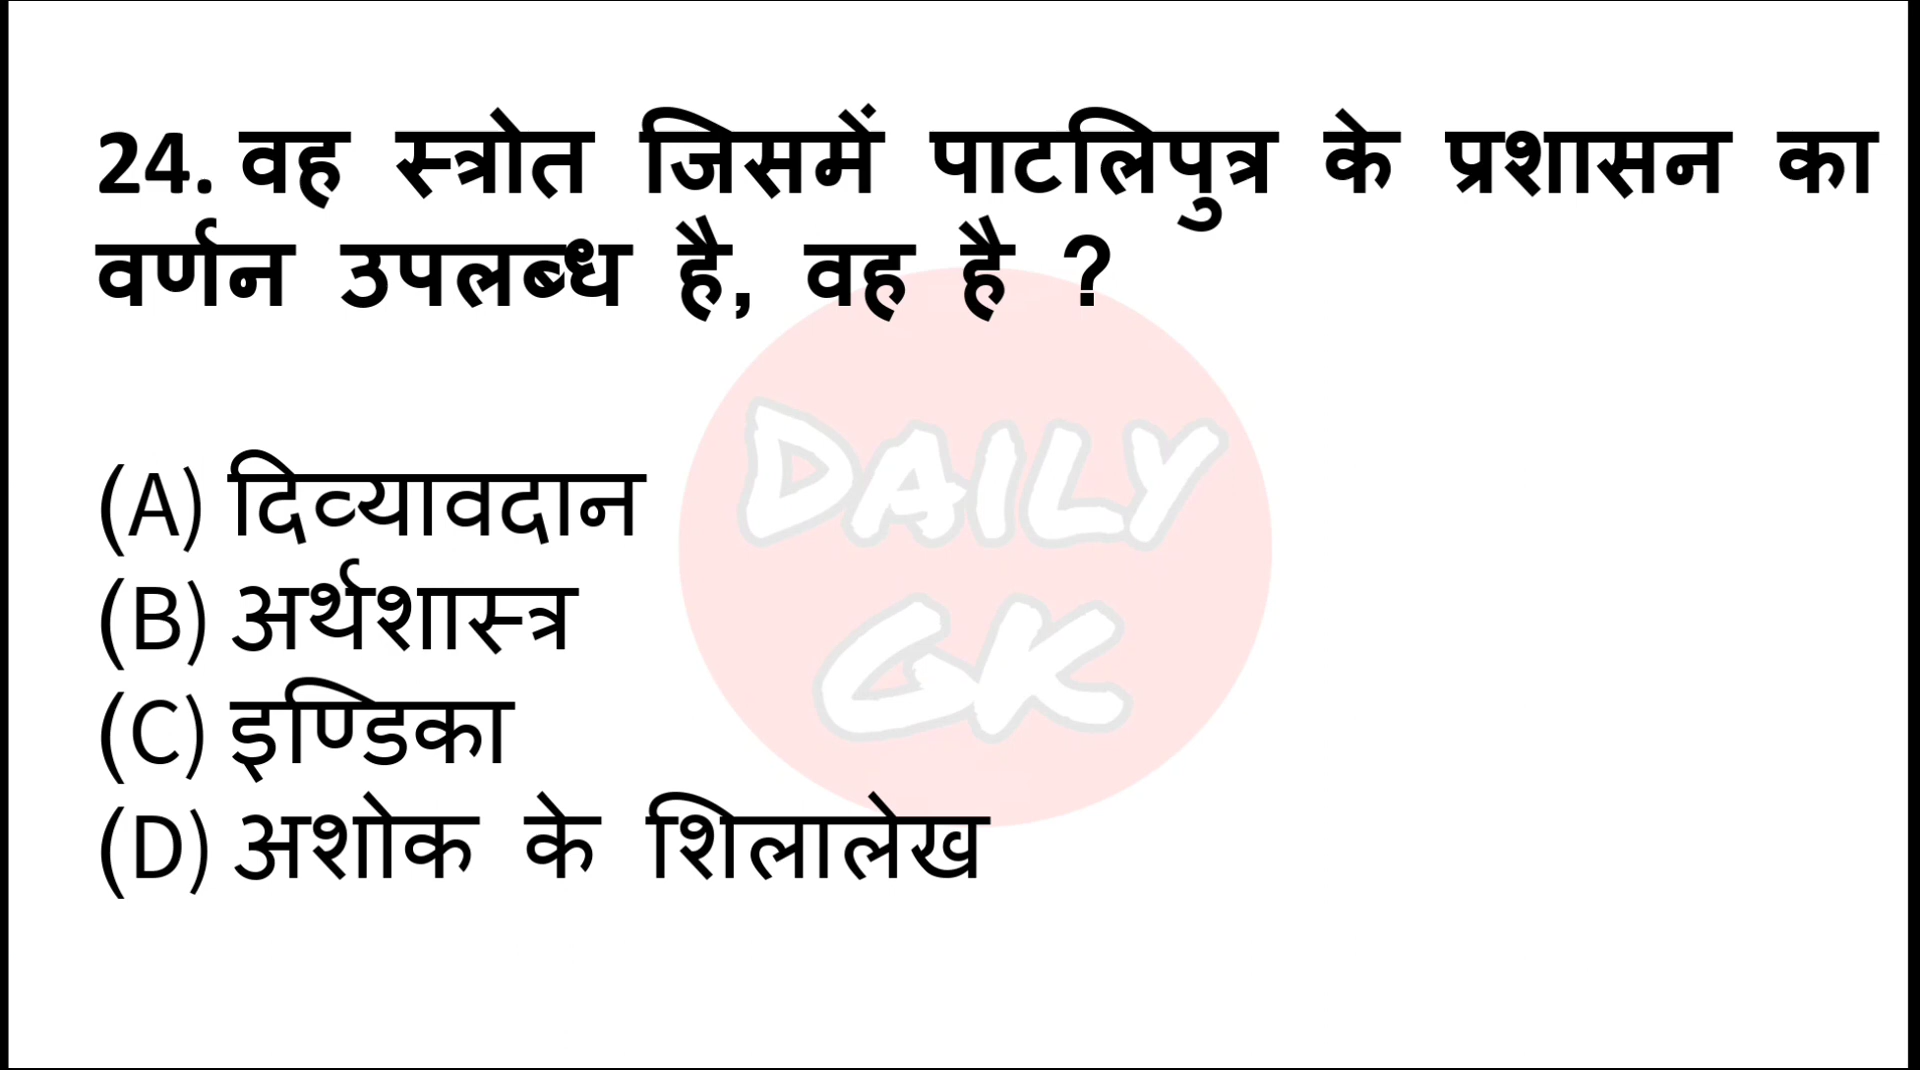 24. वह स्त्रोत जिसमें पाटलिपुत्र के प्रशासन का
वर्णन उपलब्ध है, वह है ?
DAILY
GK
(A) दिव्यावदान
(B) अर्थशास्त्र
(C) इण्डिका
(D) अशोक के शिलालेख